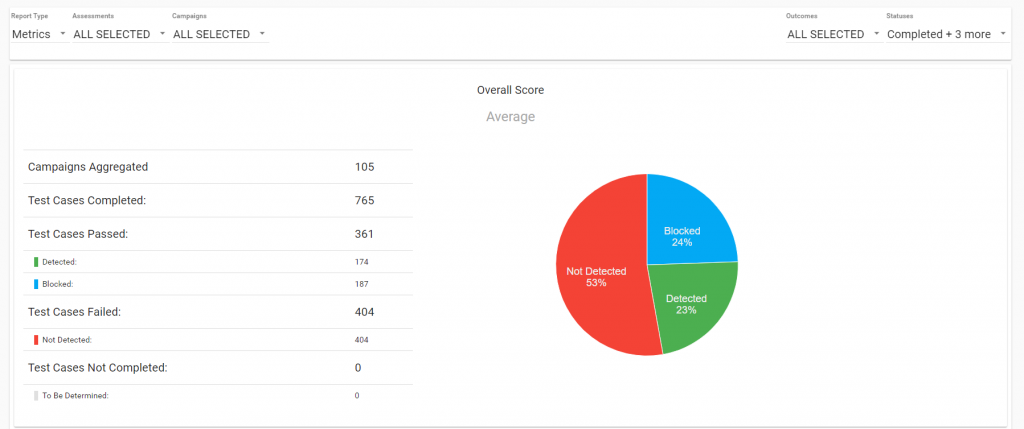 Report Type Assessments Campaigns Outcomes Statuses
Metrics ALL SELECTED ALL SELECTED ALL SELECTED Completed + 3 more
Overall Score
Average
Campaigns Aggregated 105
Test Cases Completed: 765
Test Cases Passed: 361
Detected: 174
Blocked: 187
Test Cases Failed: 404
Not Detected: 404
Test Cases Not Completed: 0
To Be Determined: 0
Blocked
24%
Not Detected
53%
Detected
23%